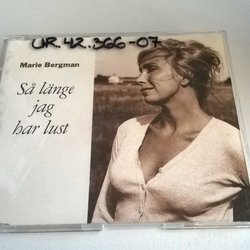 UR 42.366-07
Marie Bergman
Så länge
jag
har lust